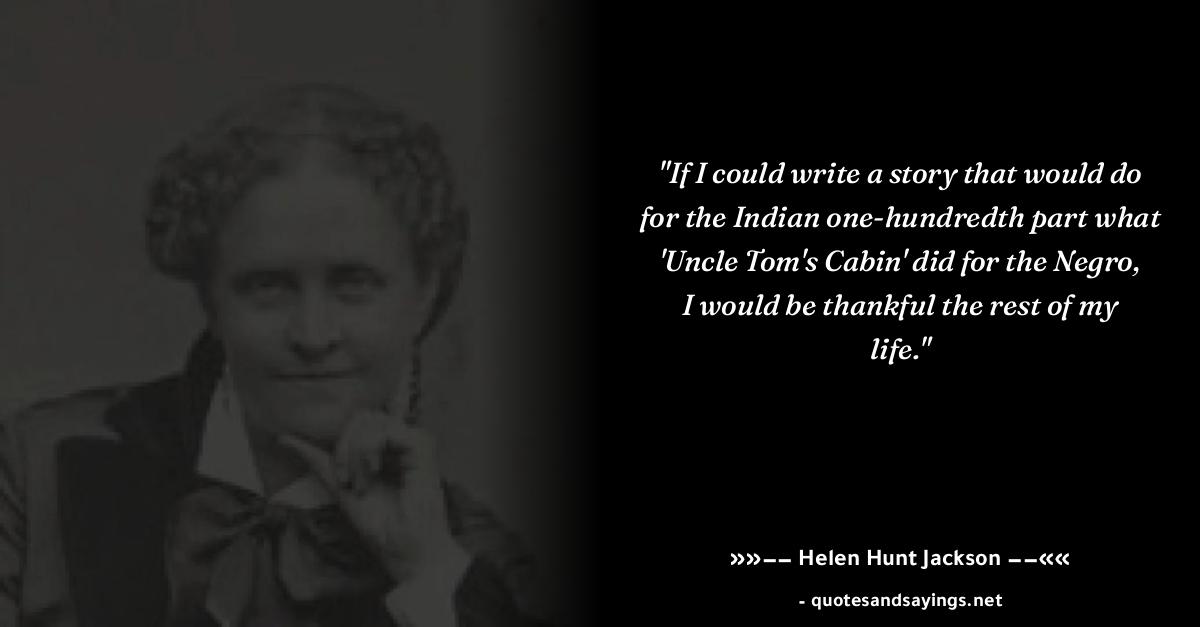 "If I could write a story that would do
for the Indian one-hundredth part what
'Uncle Tom's Cabin' did for the Negro,
I would be thankful the rest of my
life."
»»−− Helen Hunt Jackson −−««
- quotesandsayings.net